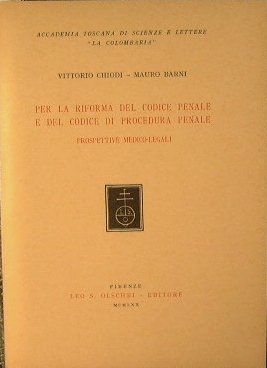 ACCADEMIA TOSCANA DI SCIENZE E LETTERE
"LA COLOMBARIA"
VITTORIO CHIODI - MAURO BARNI
PER LA RIFORMA DEL CODICE PENALE
E DEL CODICE DI PROCEDURA PENALE
PROSPETTIVE MEDICO-LEGALI
FIRENZE
LEO S. OLSCHKI - EDITORE
MCMLXX